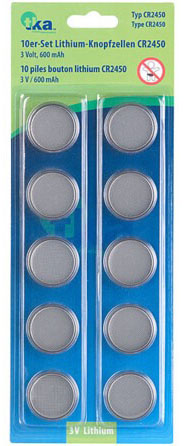 tka
Typ CR2450
Type CR2450
10er-Set Lithium-Knopfzellen CR2450
3 Volt, 600 mAh
10 piles bouton lithium CR2450
3 V / 600 mAh
3V Lithium